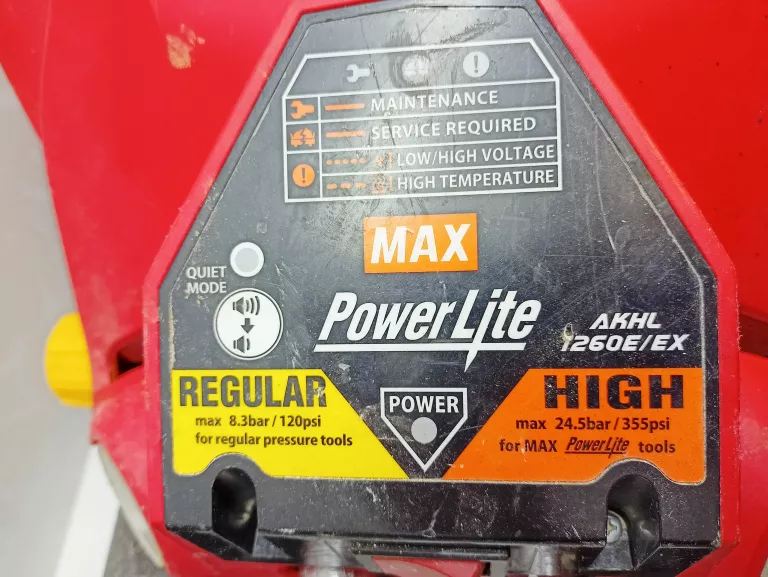 MAINTENANCE
SERVICE REQUIRED
LOW/HIGH VOLTAGE
HIGH TEMPERATURE
MAX
QUIET
MODE
PowerLite
AKHL
1260E/EX
REGULAR
max 8.3bar/120psi
for regular pressure tools
POWER
HIGH
max 24.5bar/355psi
for MAX PowerLite tools